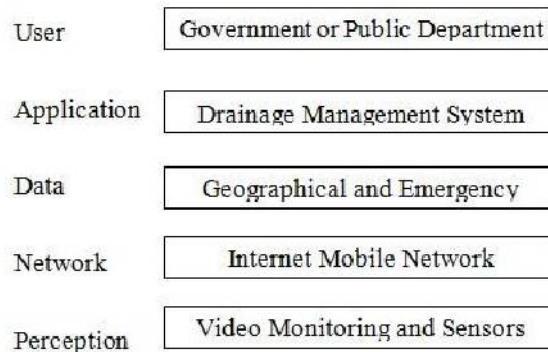 User Government or Public Department
Application Drainage Management System
Data Geographical and Emergency
Network Internet Mobile Network
Perception Video Monitoring and Sensors